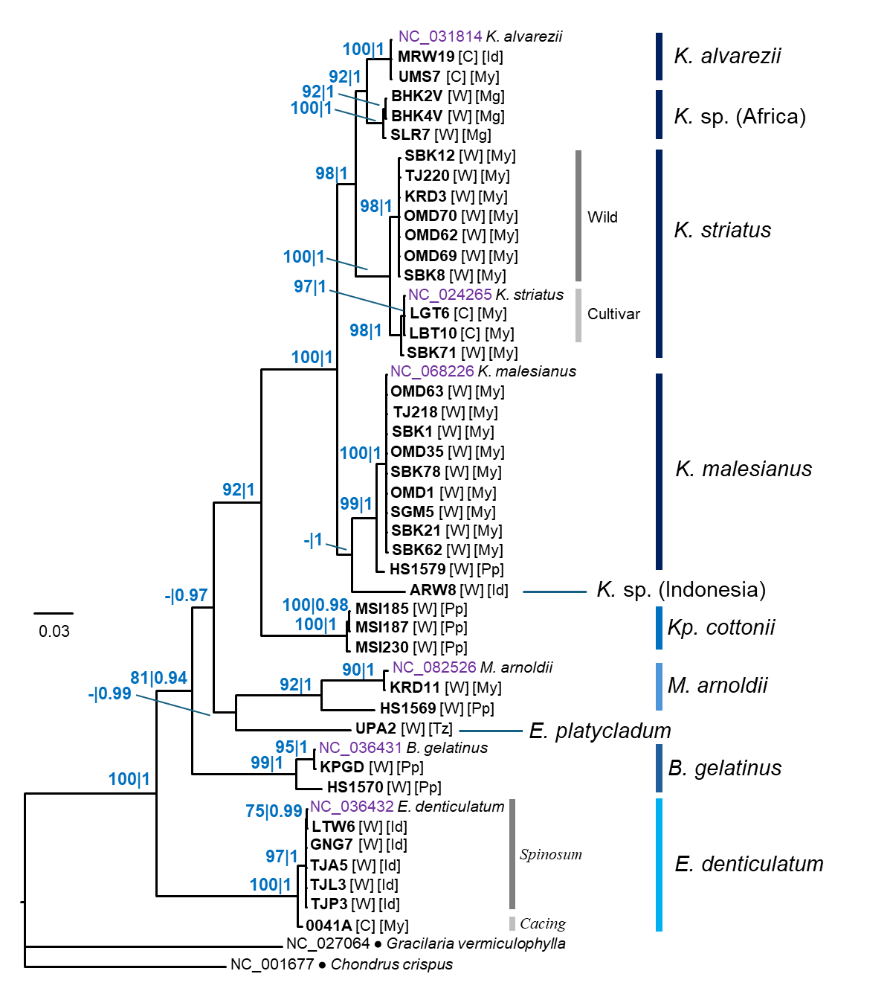 NC_031814 K. alvarezii
100|1
MRW19 [C] [Id]
K. alvarezii
UMS7 [C] [My]
92|1
92|1
BHK2V [W] [Mg]
100|1
BHK4V [W] [Mg]
K. sp. (Africa)
SLR7 [W] [Mg]
SBK12 [W] [My]
98|1
TJ220 [W] [My]
KRD3 [W] [My]
98|1
OMD70 [W] [My]
Wild
K. striatus
OMD62 [W] [My]
100|1
OMD69 [W] [My]
SBK8 [W] [My]
97|1
NC_024265 K. striatus
LGT6 [C] [My]
Cultivar
98|1
LBT10 [C] [My]
SBK71 [W] [My]
100|1
NC_068226 K. malesianus
OMD63 [W] [My]
TJ218 [W] [My]
SBK1 [W] [My]
100|1
OMD35 [W] [My]
SBK78 [W] [My]
K. malesianus
92|1
OMD1 [W] [My]
99|1
SGM5 [W] [My]
SBK21 [W] [My]
-|1
SBK62 [W] [My]
HS1579 [W] [Pp]
ARW8 [W] [Id]
K. sp. (Indonesia)
-|0.97
100|0.98
MSI185 [W] [Pp]
100|1
MSI187 [W] [Pp]
Kp. cottonii
0.03
MSI230 [W] [Pp]
90|1
NC_082526 M. arnoldii
81|0.94
92|1
KRD11 [W] [My]
M. arnoldii
-|0.99
HS1569 [W] [Pp]
UPA2 [W] [Tz]
E. platycladum
95|1
NC_036431 B. gelatinus
99|1
KPGD [W] [Pp]
B. gelatinus
100|1
HS1570 [W] [Pp]
75|0.99
NC_036432 E. denticulatum
LTW6 [W] [Id]
GNG7 [W] [Id]
97|1
TJA5 [W] [Id]
Spinosum
E. denticulatum
100|1
TJL3 [W] [Id]
TJP3 [W] [Id]
0041A [C] [My]
Cacing
NC_027064 ● Gracilaria vermiculophylla
NC_001677 ● Chondrus crispus